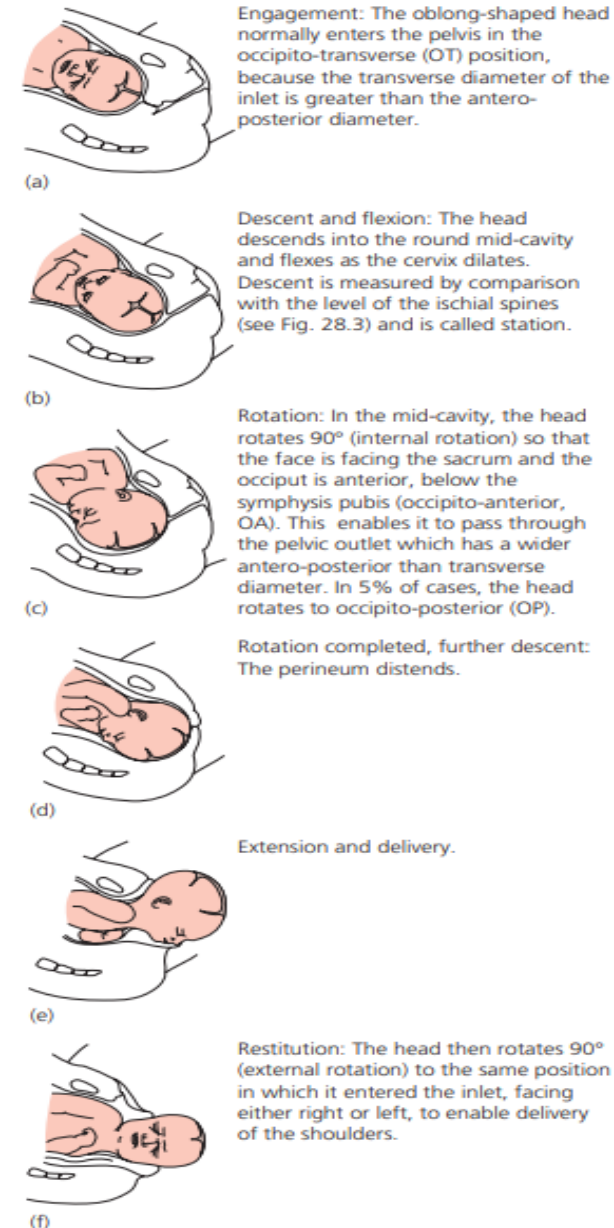 Engagement: The oblong-shaped head
normally enters the pelvis in the
occipito-transverse (OT) position,
because the transverse diameter of the
inlet is greater than the antero-
posterior diameter.
(a)
Descent and flexion: The head
descends into the round mid-cavity
and flexes as the cervix dilates.
Descent is measured by comparison
with the level of the ischial spines
(see Fig. 28.3) and is called station.
(b)
Rotation: In the mid-cavity, the head
rotates 90° (internal rotation) so that
the face is facing the sacrum and the
occiput is anterior, below the
symphysis pubis (occipito-anterior,
OA). This enables it to pass through
the pelvic outlet which has a wider
antero-posterior than transverse
diameter. In 5% of cases, the head
rotates to occipito-posterior (OP).
(c)
Rotation completed, further descent:
The perineum distends.
(d)
Extension and delivery.
(e)
Restitution: The head then rotates 90°
(external rotation) to the same position
in which it entered the inlet, facing
either right or left, to enable delivery
of the shoulders.
(f)